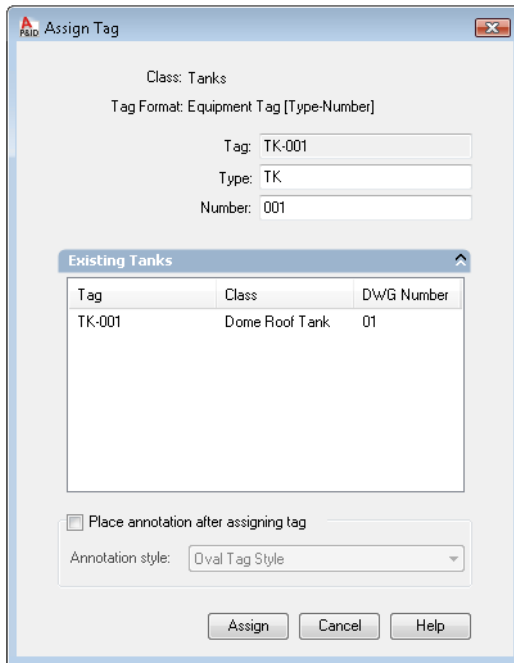 A
P&ID
Assign Tag
Class: Tanks
Tag Format: Equipment Tag [Type-Number]
Tag: TK-001
Type: TK
Number: 001
Existing Tanks
Tag Class DWG Number
TK-001 Dome Roof Tank 01
Place annotation after assigning tag
Annotation style: Oval Tag Style
Assign Cancel Help